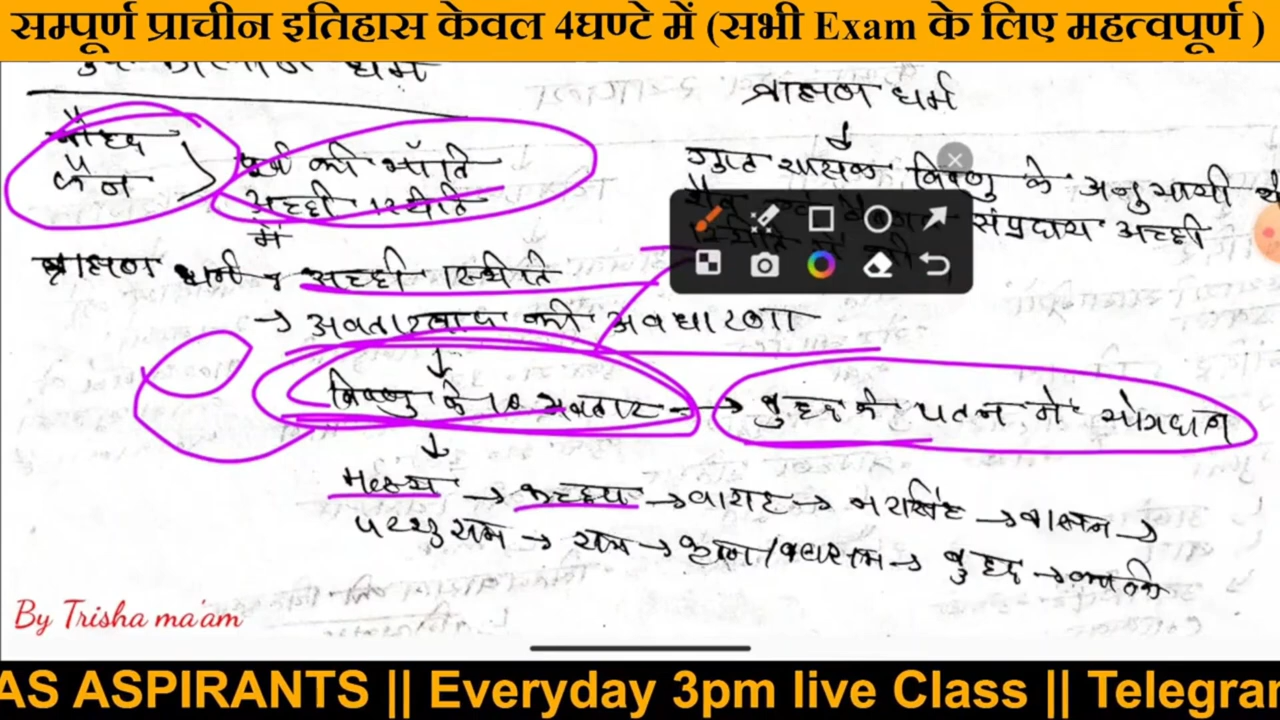 सम्पूर्ण प्राचीन इतिहास केवल 4घण्टे में (सभी Exam के लिए महत्वपूर्ण )
धर्म
ब्राह्मण धर्म
बौद्ध
जैन
पूर्व की भाँति
अच्छी स्थीति
में
गुप्त शासक विष्णु के अनुयायी थे
संप्रदाय अच्छी
ब्राह्मण धर्म अच्छी स्थीति
→ अवतारवाद की अवधारणा
विष्णु के 10 अवतार → बुद्ध के पतन में योगदान
मत्स्य → कच्छप → वाराह → नरसिंह → वामन →
परशुराम → राम → कृष्ण/बलराम → बुद्ध → कल्कि
By Trisha ma'am
AS ASPIRANTS || Everyday 3pm live Class || Telegrar